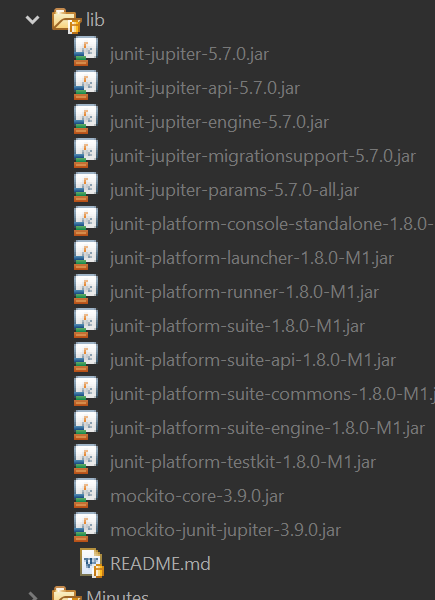 lib
junit-jupiter-5.7.0.jar
junit-jupiter-api-5.7.0.jar
junit-jupiter-engine-5.7.0.jar
junit-jupiter-migrationsupport-5.7.0.jar
junit-jupiter-params-5.7.0-all.jar
junit-platform-console-standalone-1.8.0-
junit-platform-launcher-1.8.0-M1.jar
junit-platform-runner-1.8.0-M1.jar
junit-platform-suite-1.8.0-M1.jar
junit-platform-suite-api-1.8.0-M1.jar
junit-platform-suite-commons-1.8.0-M1.j
junit-platform-suite-engine-1.8.0-M1.jar
junit-platform-testkit-1.8.0-M1.jar
mockito-core-3.9.0.jar
mockito-junit-jupiter-3.9.0.jar
README.md
Minutes